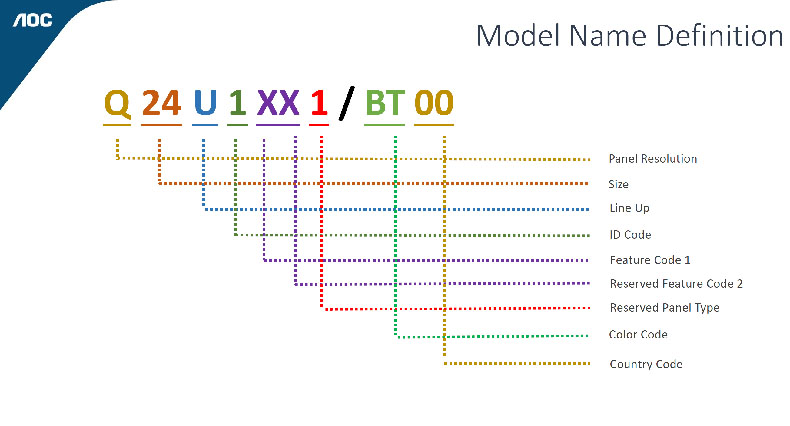 AOC
Model Name Definition
Q 24 U 1 XX 1 / BT 00
Panel Resolution
Size
Line Up
ID Code
Feature Code 1
Reserved Feature Code 2
Reserved Panel Type
Color Code
Country Code